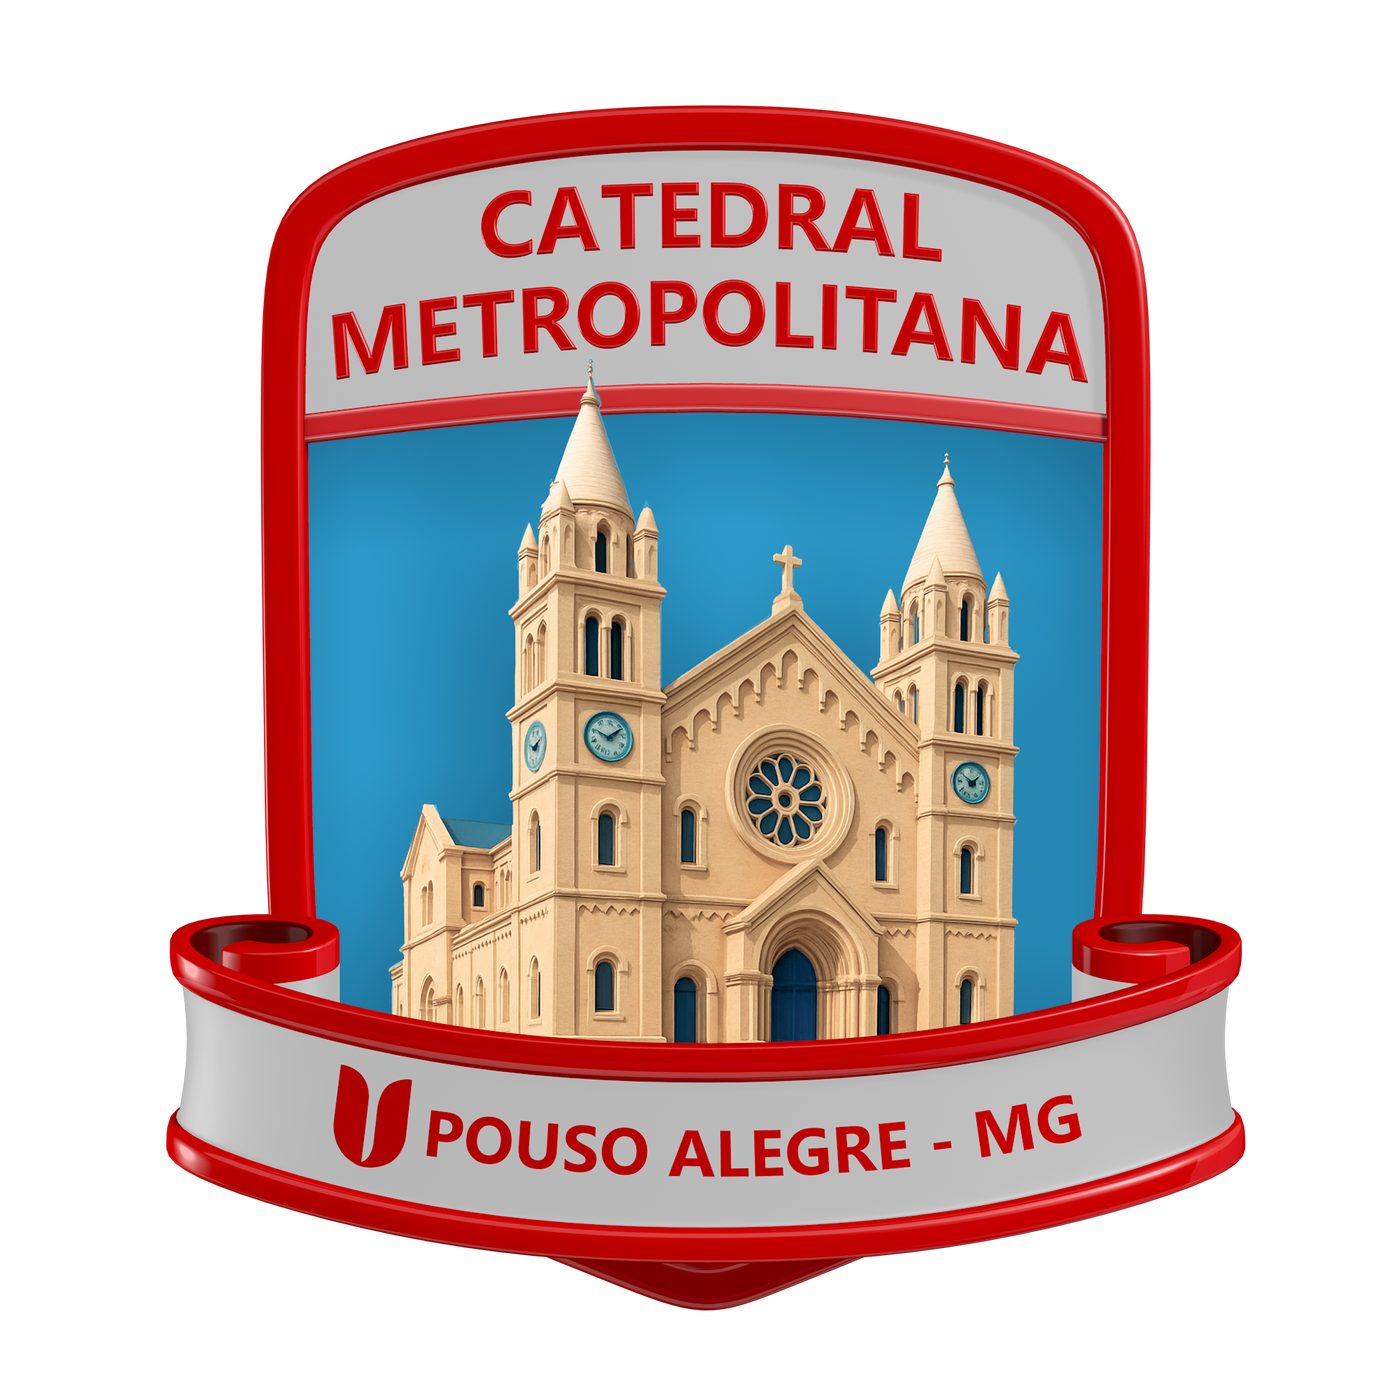 CATEDRAL
METROPOLITANA
POUSO ALEGRE - MG